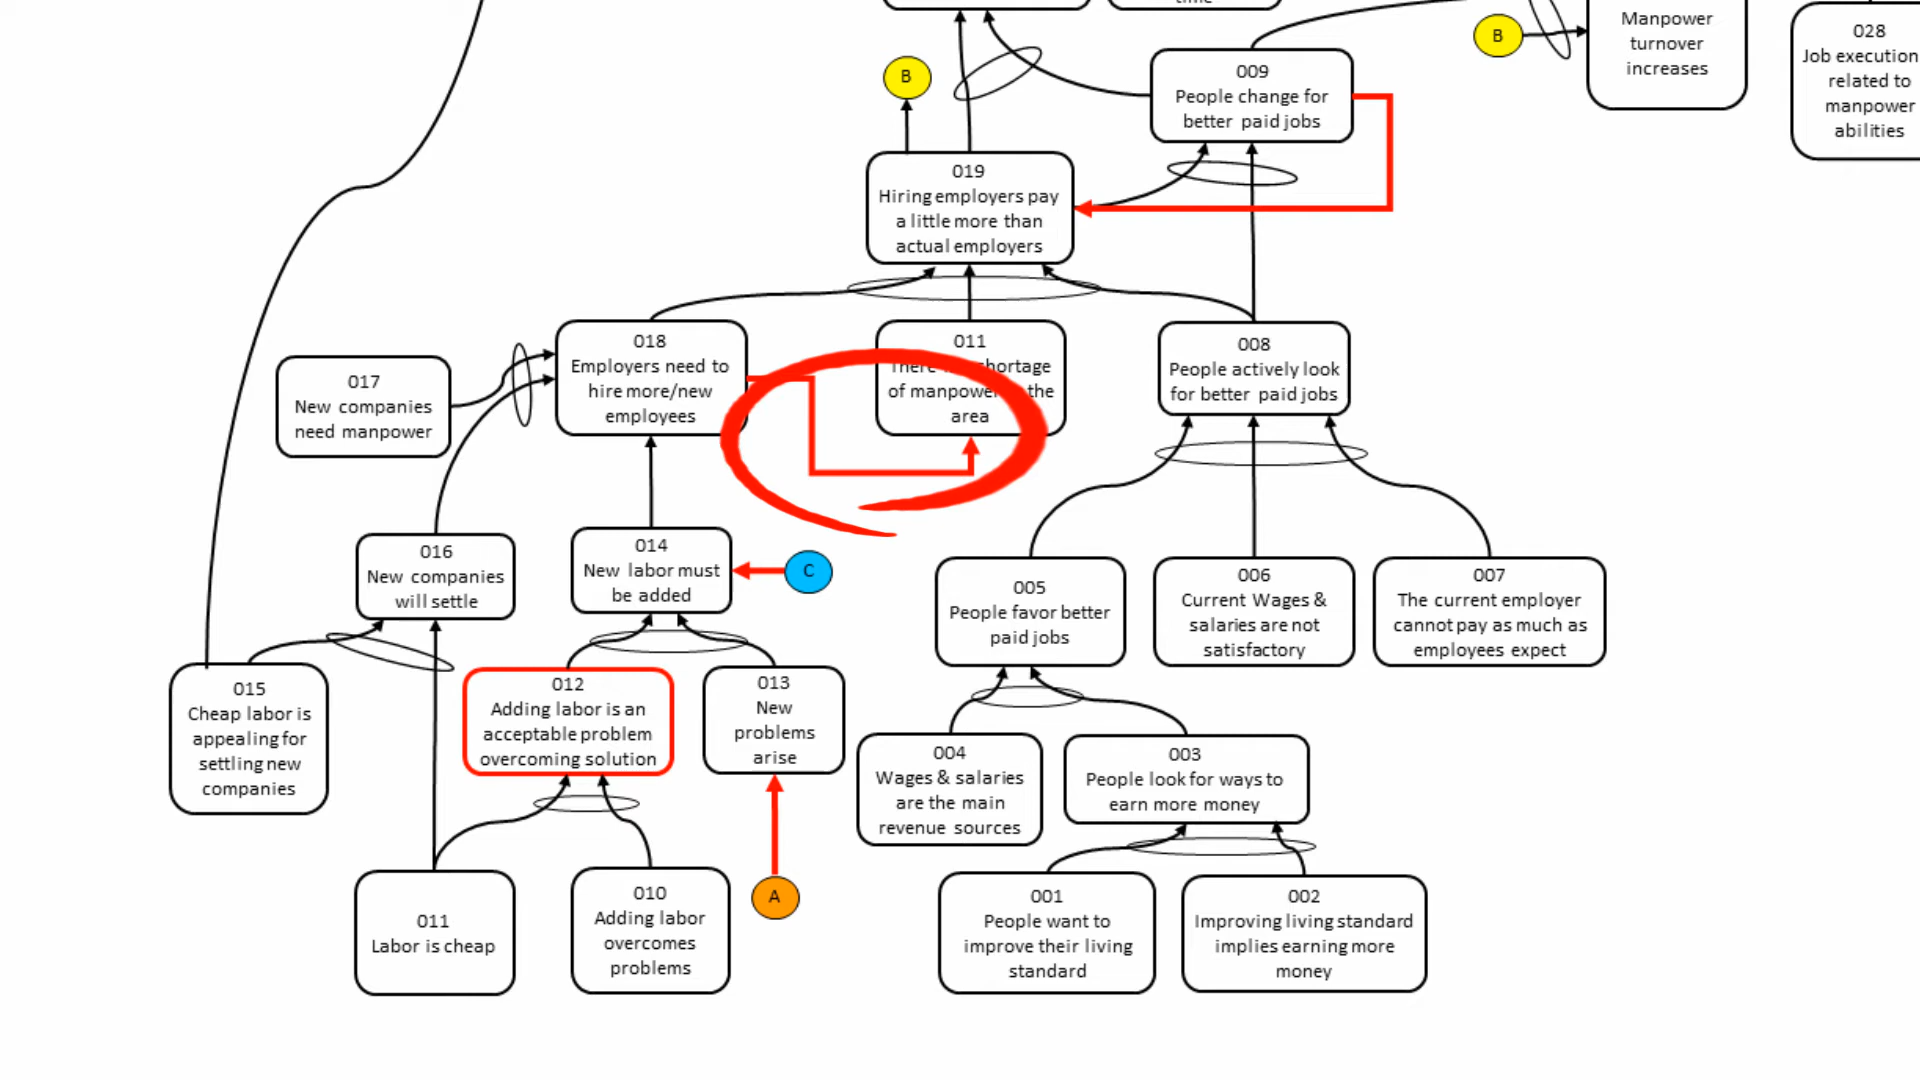 time
B
Manpower
turnover
increases
028
Job execution
related to
manpower
abilities
B
009
People change for
better paid jobs
019
Hiring employers pay
a little more than
actual employers
018
Employers need to
hire more/new
employees
011
There shortage
of manpower the
area
008
People actively look
for better paid jobs
017
New companies
need manpower
016
New companies
will settle
014
New labor must
be added
C
005
People favor better
paid jobs
006
Current Wages &
salaries are not
satisfactory
007
The current employer
cannot pay as much as
employees expect
015
Cheap labor is
appealing for
settling new
companies
012
Adding labor is an
acceptable problem
overcoming solution
013
New
problems
arise
004
Wages & salaries
are the main
revenue sources
003
People look for ways to
earn more money
011
Labor is cheap
010
Adding labor
overcomes
problems
A
001
People want to
improve their living
standard
002
Improving living standard
implies earning more
money